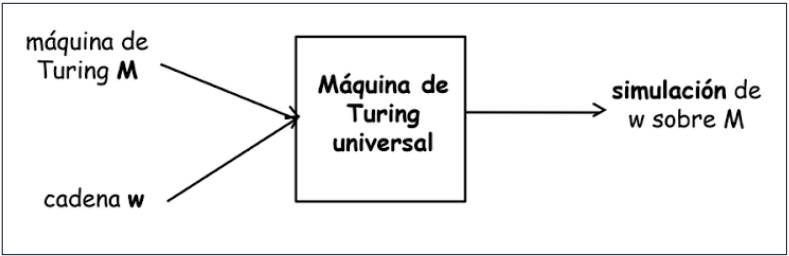 máquina de
Turing M
cadena w
Máquina de
Turing
universal
simulación de
w sobre M